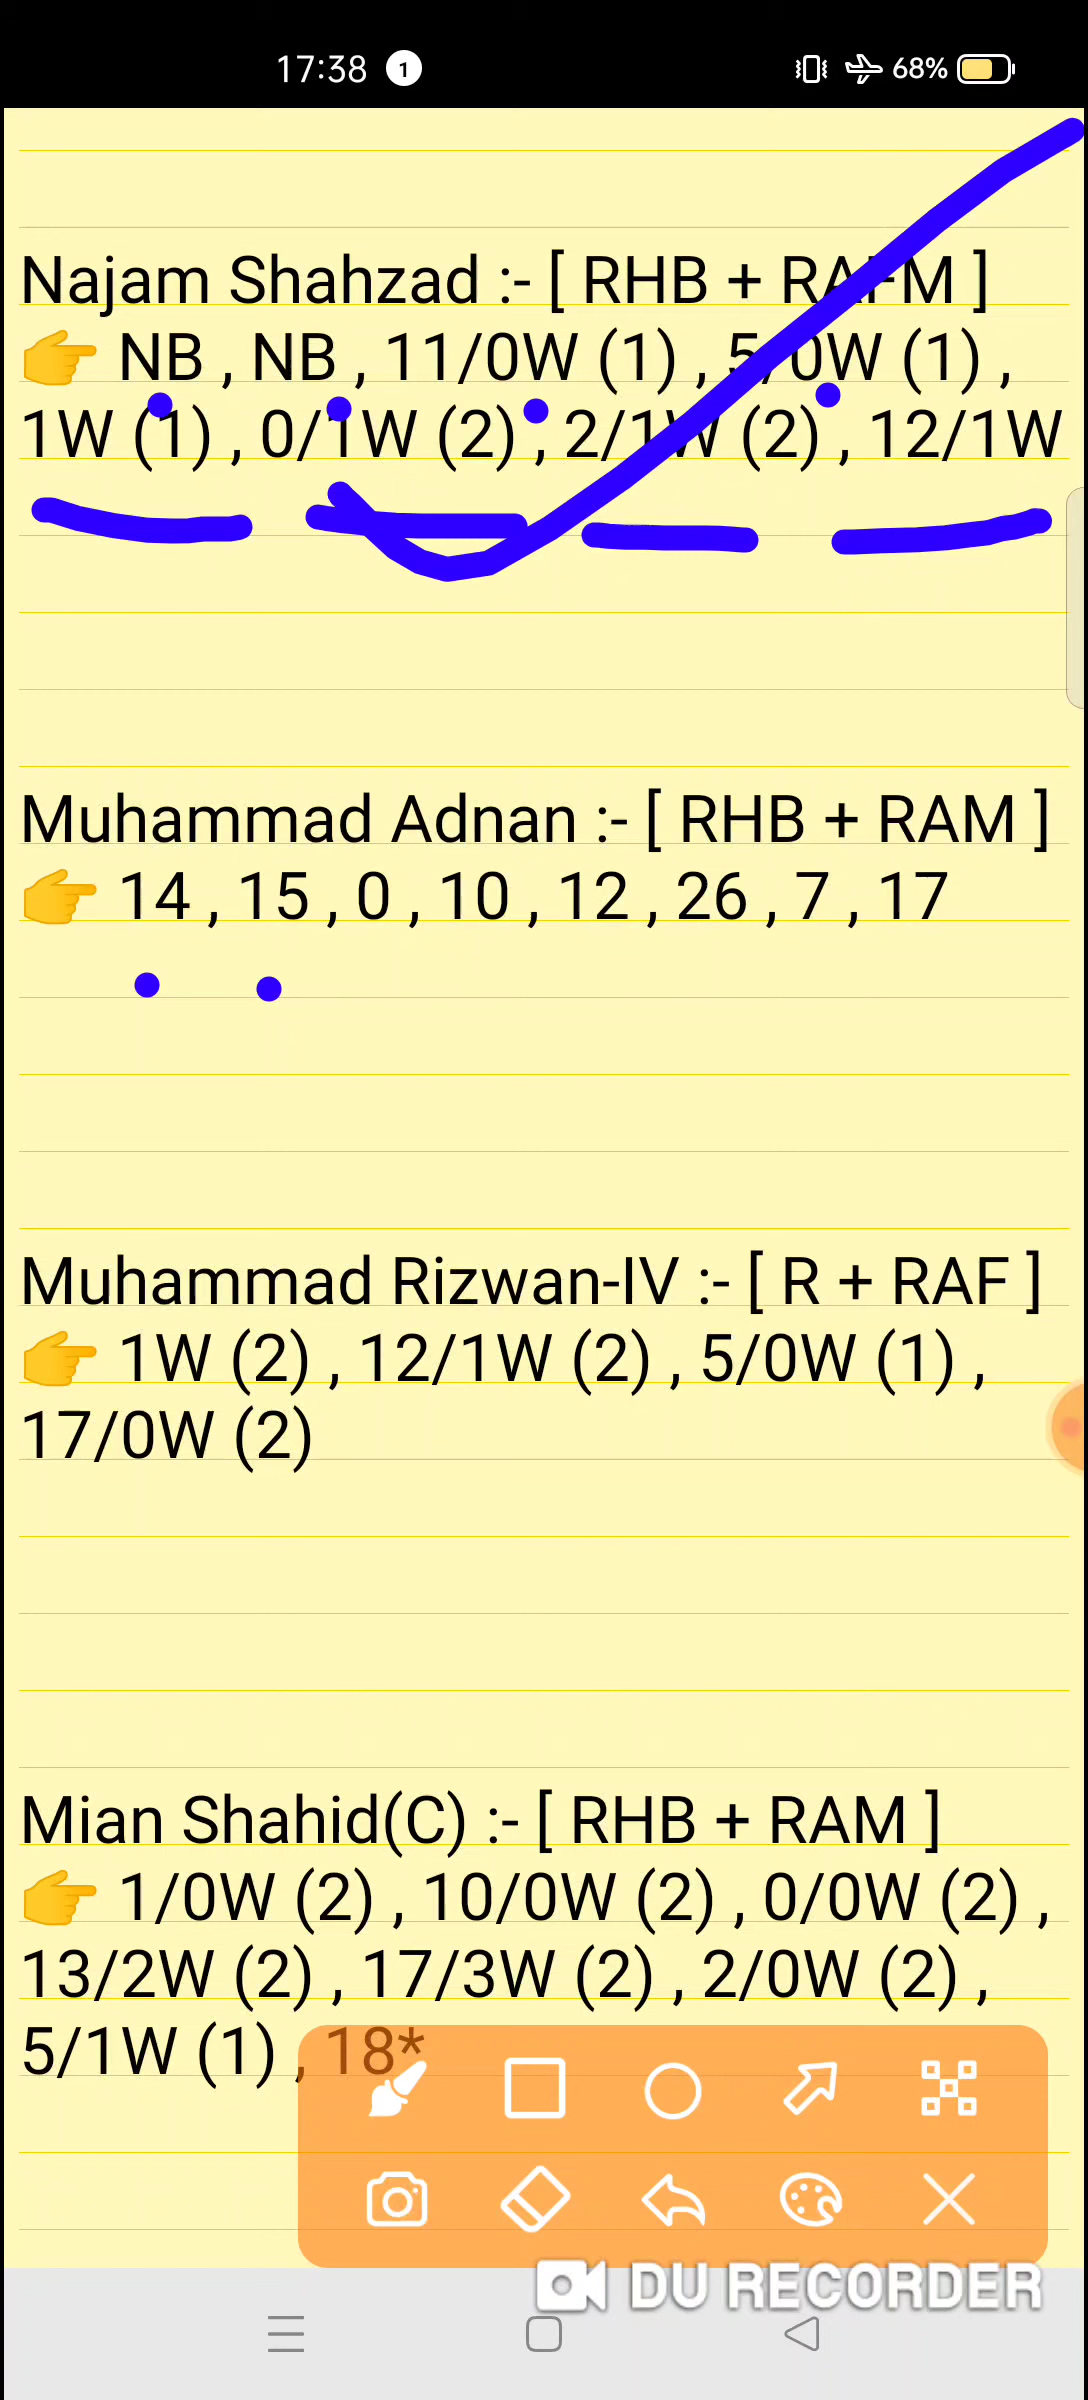 17:38 1 68%
Najam Shahzad :- [ RHB + RAFM ]
👉 NB , NB , 11/0W (1) , 5/0W (1) ,
1W (1) , 0/1W (2) , 2/1W (2) , 12/1W
Muhammad Adnan :- [ RHB + RAM ]
👉 14 , 15 , 0 , 10 , 12 , 26 , 7 , 17
Muhammad Rizwan-IV :- [ R + RAF ]
👉 1W (2) , 12/1W (2) , 5/0W (1) ,
17/0W (2)
Mian Shahid(C) :- [ RHB + RAM ]
👉 1/0W (2) , 10/0W (2) , 0/0W (2) ,
13/2W (2) , 17/3W (2) , 2/0W (2) ,
5/1W (1) , 18*
DU RECORDER